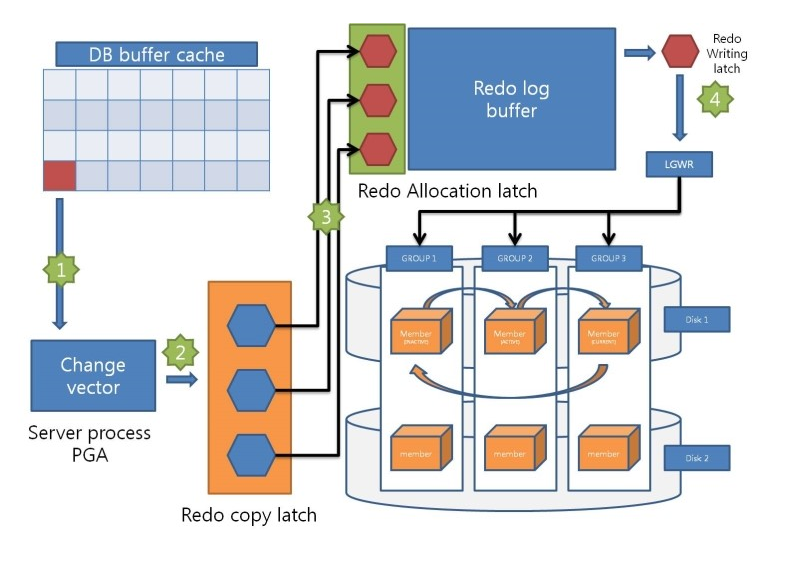 DB buffer cache
Redo log
buffer
Redo
Writing
latch
4
LGWR
Redo Allocation latch
3
1
2
Change
vector
Server process
PGA
Redo copy latch
GROUP 1
GROUP 2
GROUP 3
Member
(INACTIVE)
Member
(ACTIVE)
Member
(CURRENT)
Disk 1
member
member
member
Disk 2